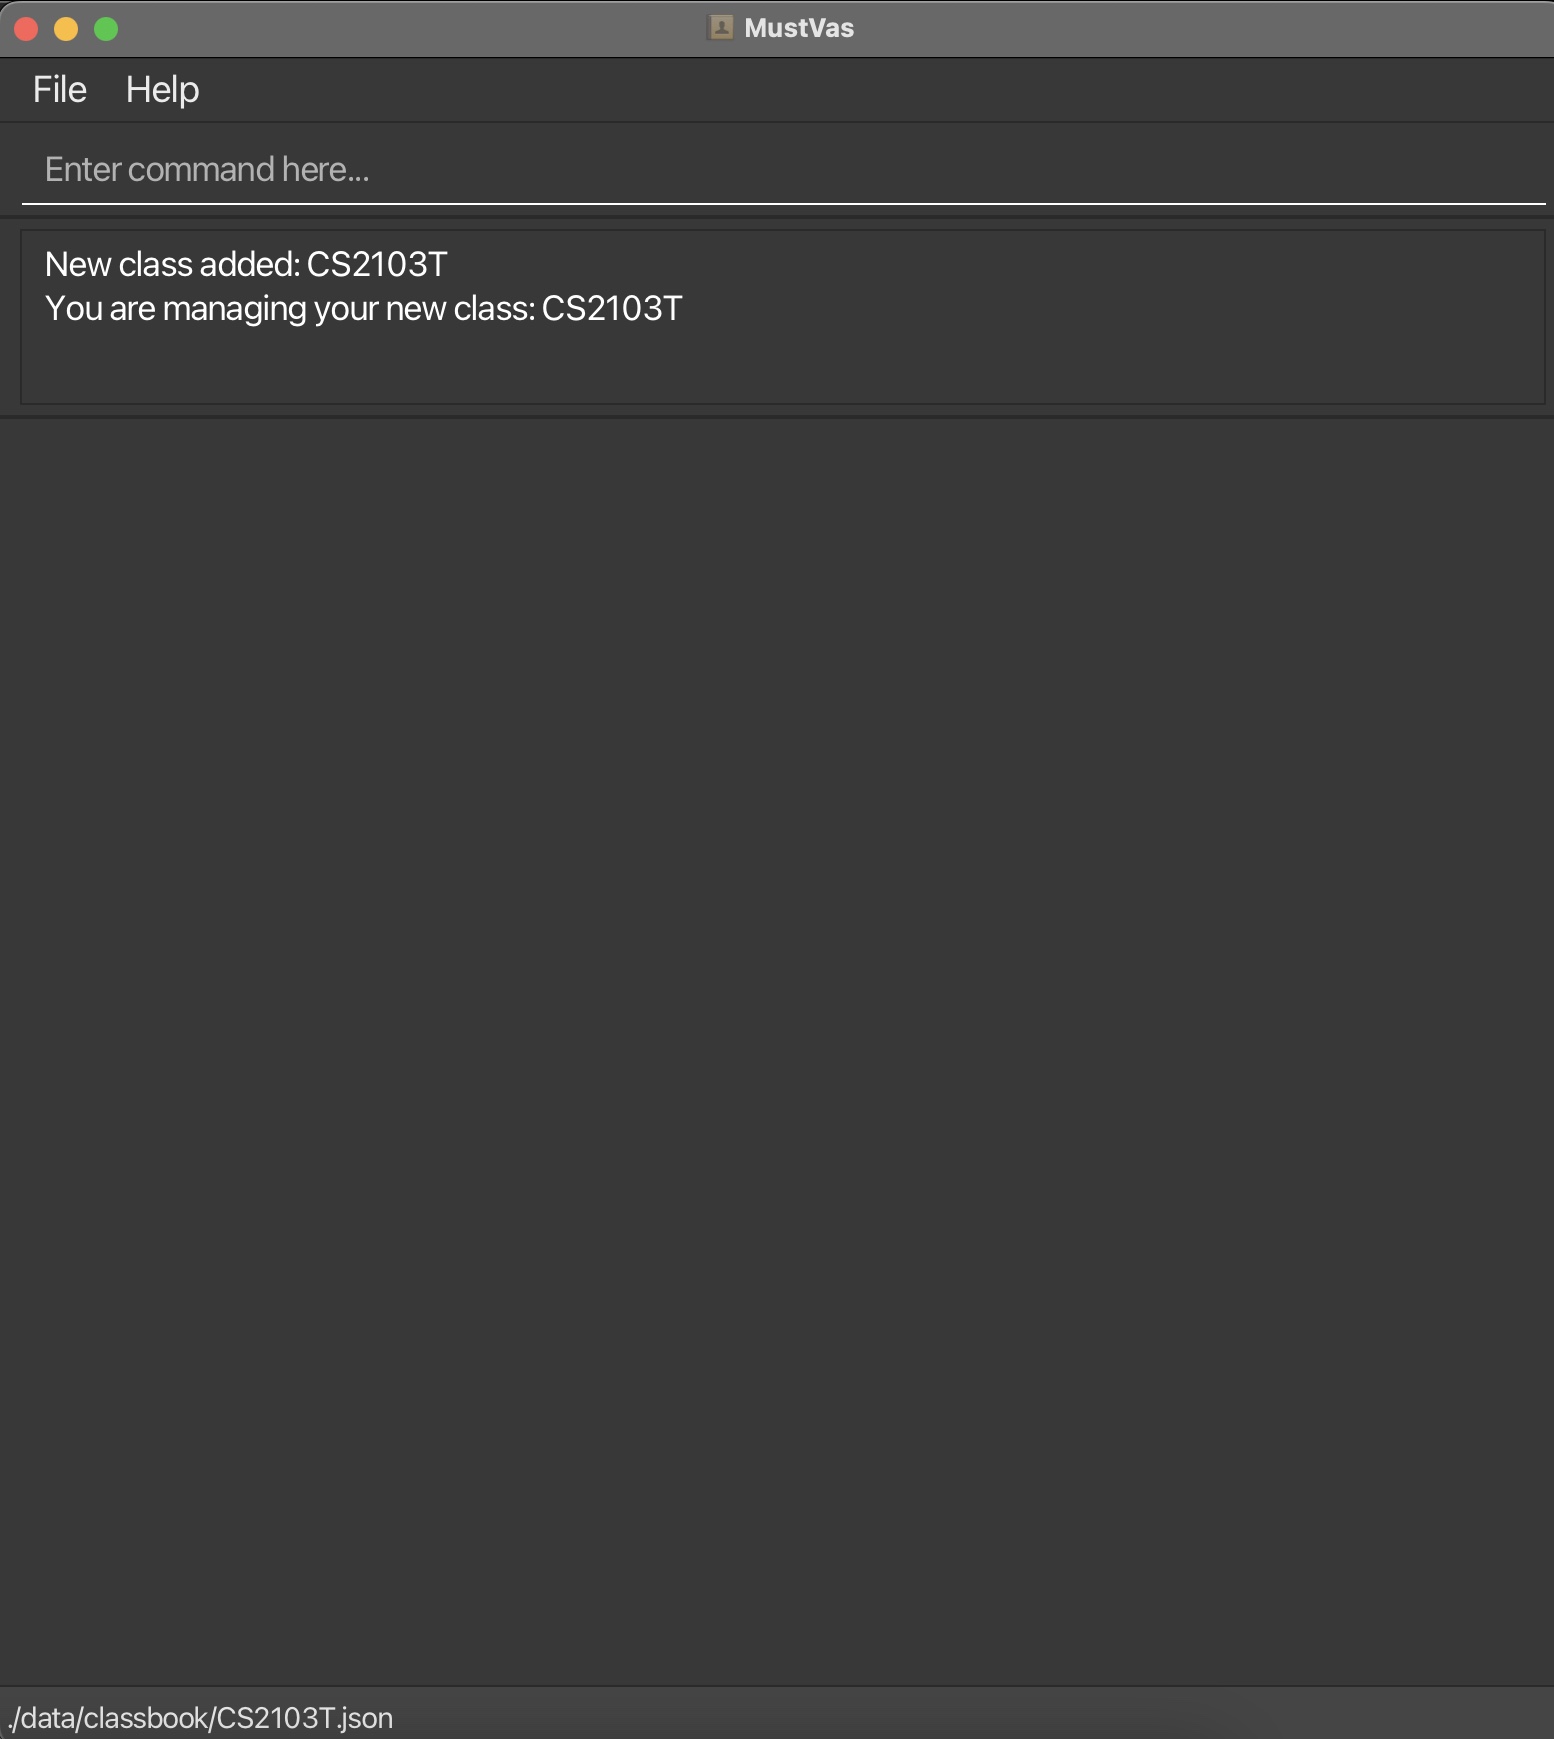 MustVas
File Help
Enter command here...
New class added: CS2103T
You are managing your new class: CS2103T
./data/classbook/CS2103T.json